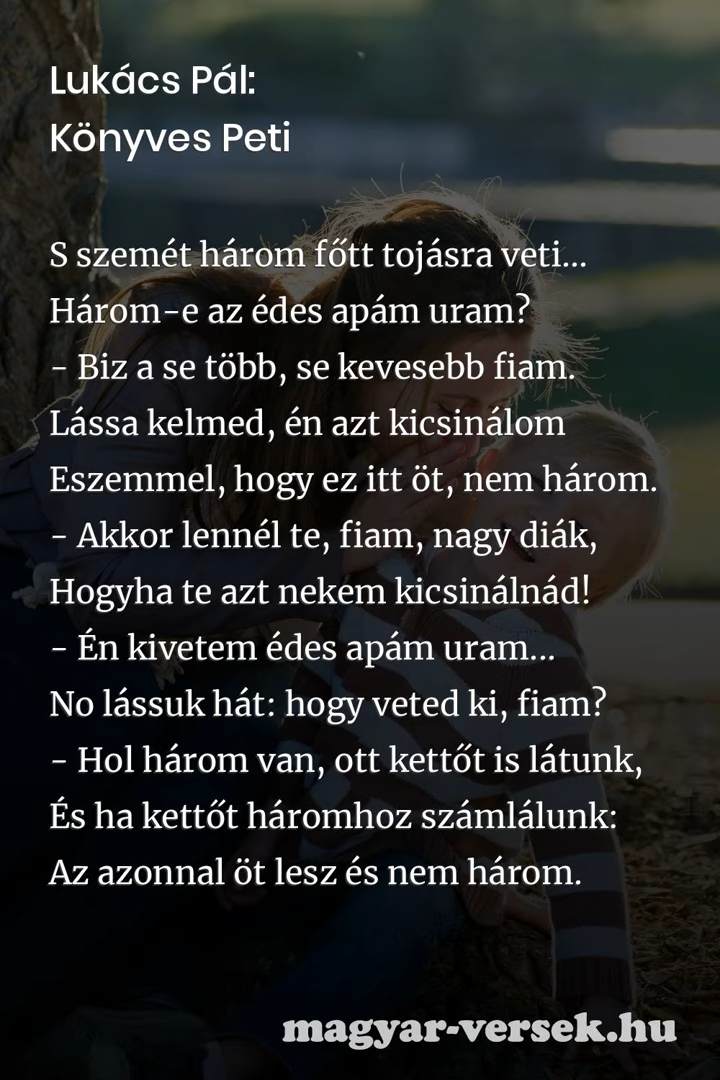 Lukács Pál:
Könyves Peti
S szemét három főtt tojásra veti...
Három-e az édes apám uram?
- Biz a se több, se kevesebb fiam.
Lássa kelmed, én azt kicsinálom
Eszemmel, hogy ez itt öt, nem három.
- Akkor lennél te, fiam, nagy diák,
Hogyha te azt nekem kicsinálnád!
- Én kivetem édes apám uram...
No lássuk hát: hogy veted ki, fiam?
- Hol három van, ott kettőt is látunk,
És ha kettőt háromhoz számlálunk:
Az azonnal öt lesz és nem három.
magyar-versek.hu